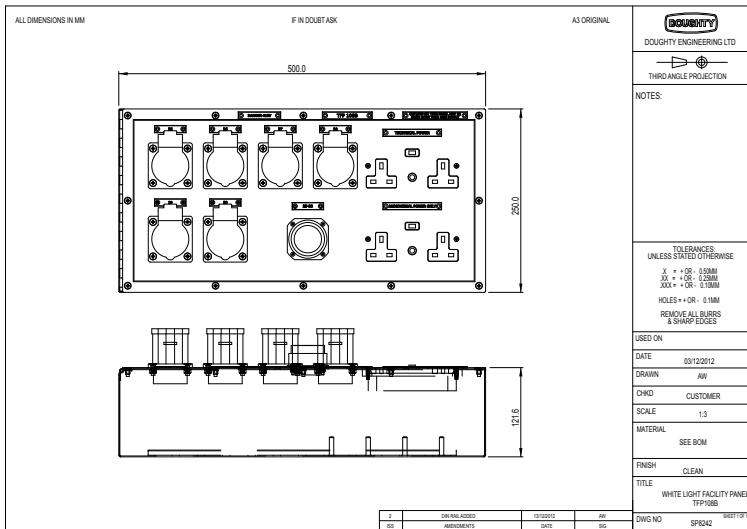 ALL DIMENSIONS IN MM
IF IN DOUBT ASK
A3 ORIGINAL
500.0
250.0
121.6
TFP 108B
TECHNICAL POWER
DOUGHTY
DOUGHTY ENGINEERING LTD
THIRD ANGLE PROJECTION
NOTES:
TOLERANCES:
UNLESS STATED OTHERWISE
.X = + OR - 0.50MM
.XX = + OR - 0.25MM
.XXX = + OR - 0.10MM
HOLES = + OR - 0.1MM
REMOVE ALL BURRS
& SHARP EDGES
USED ON
DATE 03/12/2012
DRAWN AW
CHKD CUSTOMER
SCALE 1:3
MATERIAL
SEE BOM
FINISH
CLEAN
TITLE
WHITE LIGHT FACILITY PANEL
TFP108B
DWG NO SP8242
SHEET 1 OF
2 DIN RAIL ADDED 13/12/2012 AW
ISS AMENDMENTS DATE SIG